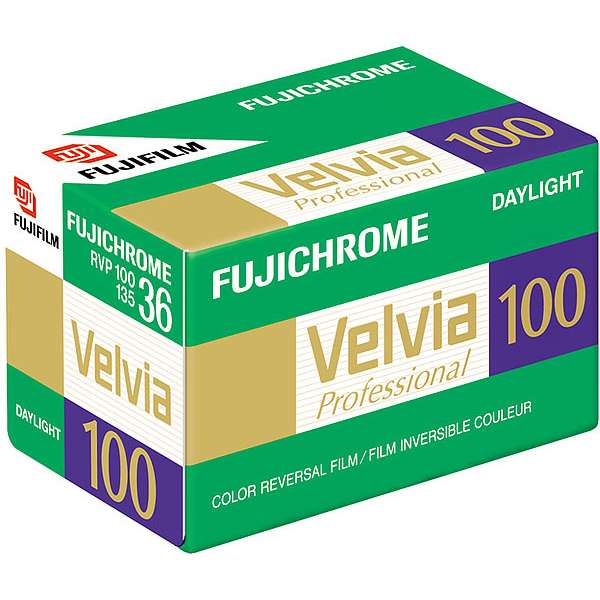 FUJICHROME
Velvia 100
Professional
FUJIFILM
FUJI
FUJIFILM
FUJICHROME
RVP 100
135 36
Velvia
DAYLIGHT 100
DAYLIGHT
FUJICHROME
Velvia 100
Professional
COLOR REVERSAL FILM/FILM INVERSIBLE COULEUR